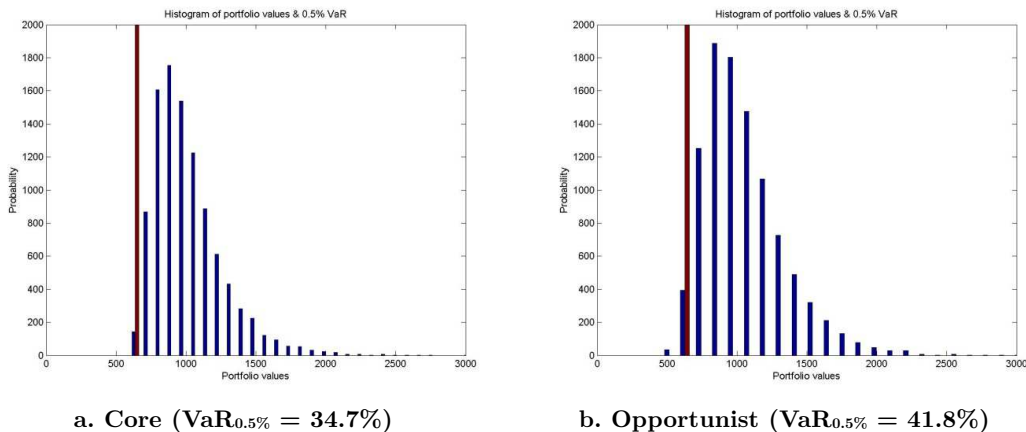 Histogram of portfolio values & 0.5% VaR
2000
1800
1600
1400
1200
1000
800
600
400
200
0
Probability
0 500 1000 1500 2000 2500 3000
Portfolio values
a. Core (VaR0.5% = 34.7%)
Histogram of portfolio values & 0.5% VaR
2000
1800
1600
1400
1200
1000
800
600
400
200
0
Probability
0 500 1000 1500 2000 2500 3000
Portfolio values
b. Opportunist (VaR0.5% = 41.8%)